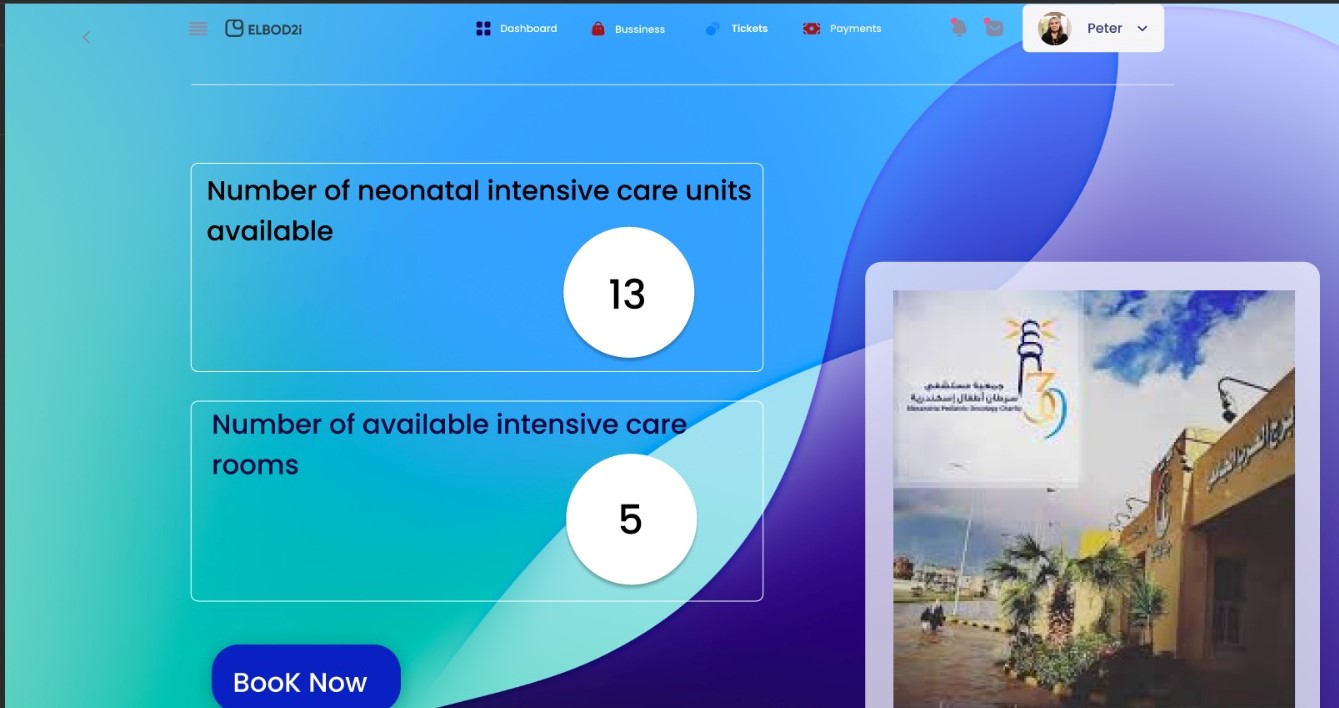 ELBOD2i
Dashboard
Bussiness
Tickets
Payments
Peter
Number of neonatal intensive care units
available
13
Number of available intensive care
rooms
5
BooK Now
جمعية مستشفى
سرطان أطفال إسكندرية
Alexandria Pediatric Oncology Charity